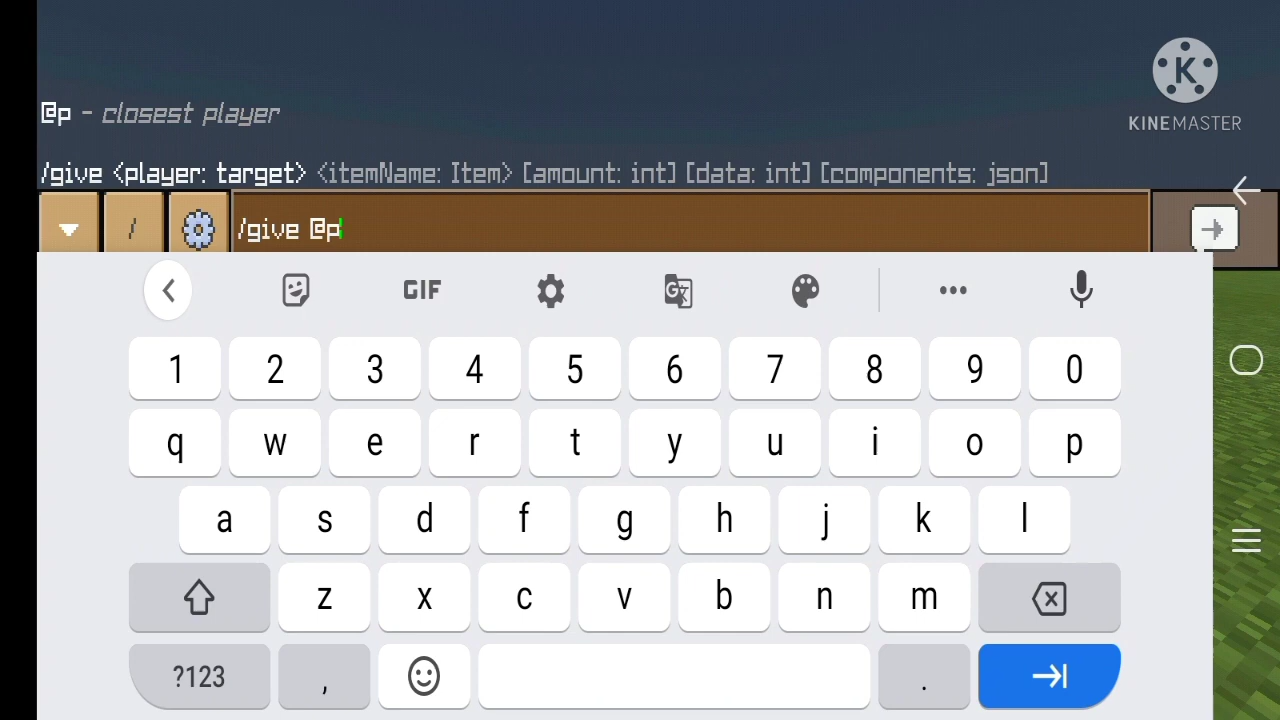 @p - closest player
KINEMASTER
/give <player: target> <itemName: Item> [amount: int] [data: int] [components: json]
/
/give @p
GIF
1 2 3 4 5 6 7 8 9 0
q w e r t y u i o p
a s d f g h j k l
z x c v b n m
?123 , .